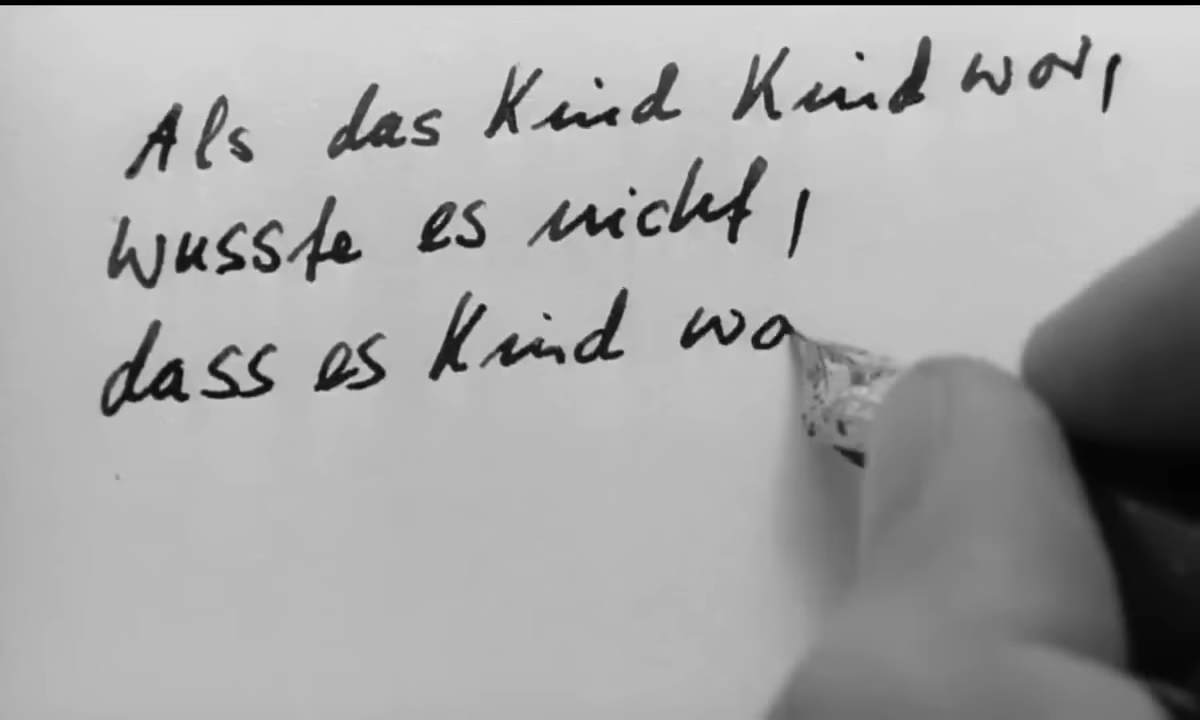 Als das Kind Kind war,
wusste es nicht,
dass es Kind wa